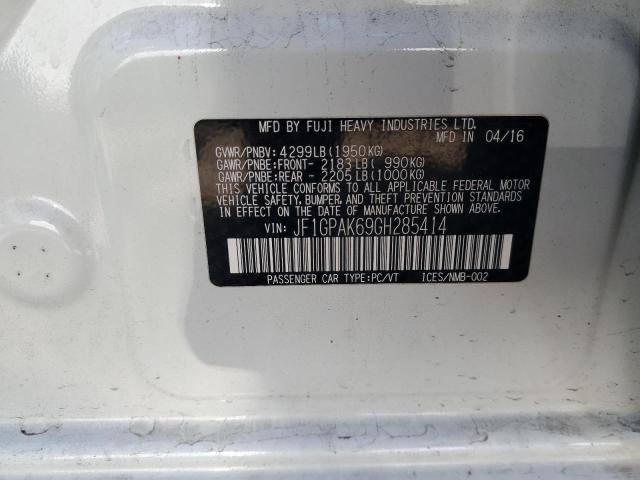 MFD BY FUJI HEAVY INDUSTRIES LTD.
MFD IN 04/16
GVWR/PNBV: 4299LB(1950KG)
GAWR/PNBE:FRONT- 2183LB( 990KG)
GAWR/PNBE:REAR - 2205LB(1000KG)
THIS VEHICLE CONFORMS TO ALL APPLICABLE FEDERAL MOTOR
VEHICLE SAFETY, BUMPER, AND THEFT PREVENTION STANDARDS
IN EFFECT ON THE DATE OF MANUFACTURE SHOWN ABOVE.
VIN: JF1GPAK69GH285414
PASSENGER CAR TYPE:PC/VT ICES/NMB-002